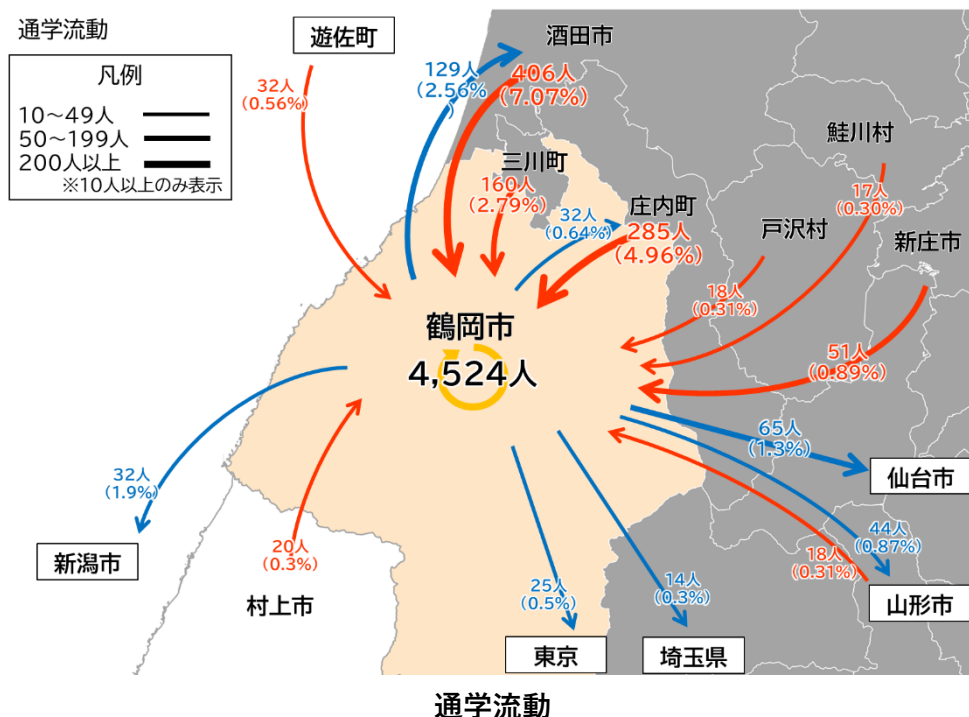 通学流動
凡例
10～49人
50～199人
200人以上
※10人以上のみ表示
遊佐町
32人
(0.56%)
129人
(2.56%
)
酒田市
406人
(7.07%)
三川町
160人
(2.79%)
32人
(0.64%)
庄内町
285人
(4.96%)
鮭川村
17人
(0.30%)
戸沢村
18人
(0.31%)
新庄市
51人
(0.89%)
鶴岡市
4,524人
65人
(1.3%)
仙台市
44人
(0.87%)
18人
(0.31%)
山形市
32人
(1.9%)
新潟市
20人
(0.3%)
村上市
25人
(0.5%)
東京
14人
(0.3%)
埼玉県
通学流動